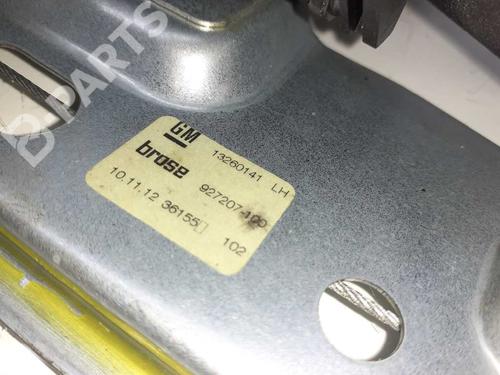 B PARTS
GM 13260141 LH
brose 927207-100
10.11.12 36155 102